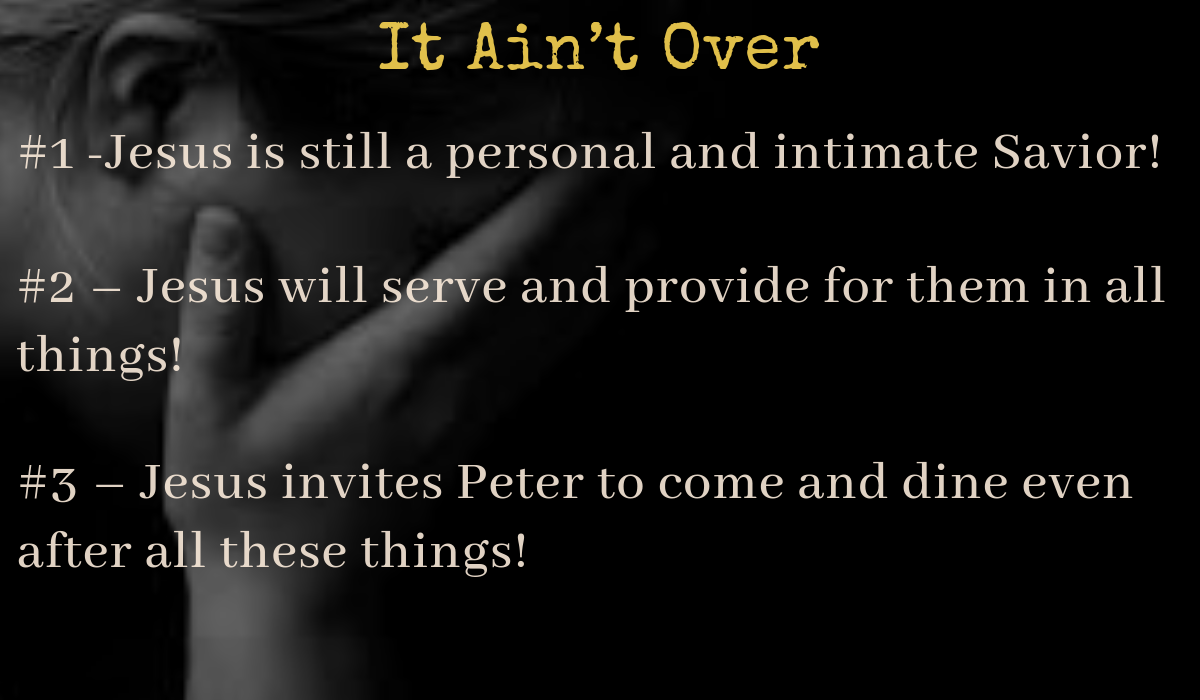 It Ain’t Over
#1 -Jesus is still a personal and intimate Savior!
#2 – Jesus will serve and provide for them in all
things!
#3 – Jesus invites Peter to come and dine even
after all these things!